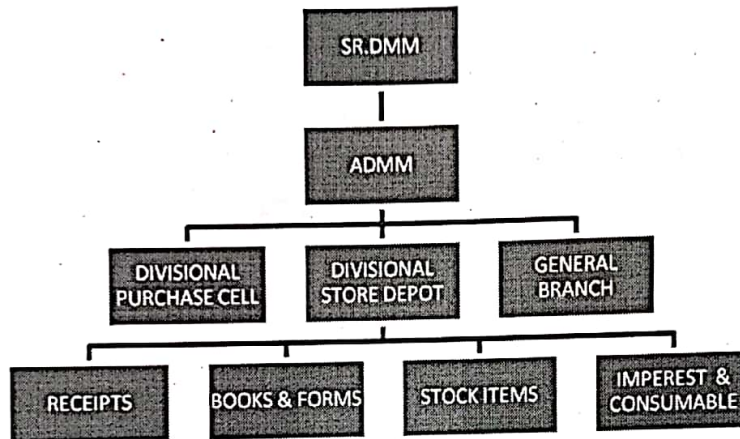 SR.DMM
ADMM
DIVISIONAL
PURCHASE CELL
DIVISIONAL
STORE DEPOT
GENERAL
BRANCH
RECEIPTS
BOOKS & FORMS
STOCK ITEMS
IMPEREST &
CONSUMABLE